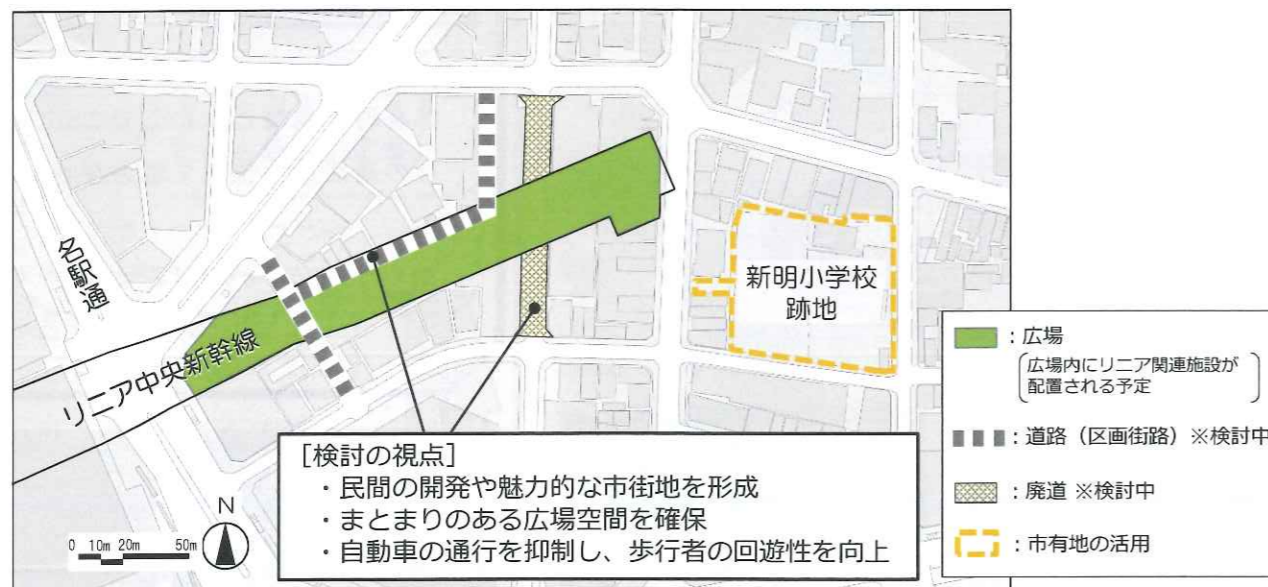 名駅通
リニア中央新幹線
新明小学校
跡地
[検討の視点]
・民間の開発や魅力的な市街地を形成
・まとまりのある広場空間を確保
・自動車の通行を抑制し、歩行者の回遊性を向上
N
0 10m 20m 50m
：広場
広場内にリニア関連施設が
配置される予定
：道路（区画街路）※検討中
：廃道 ※検討中
：市有地の活用